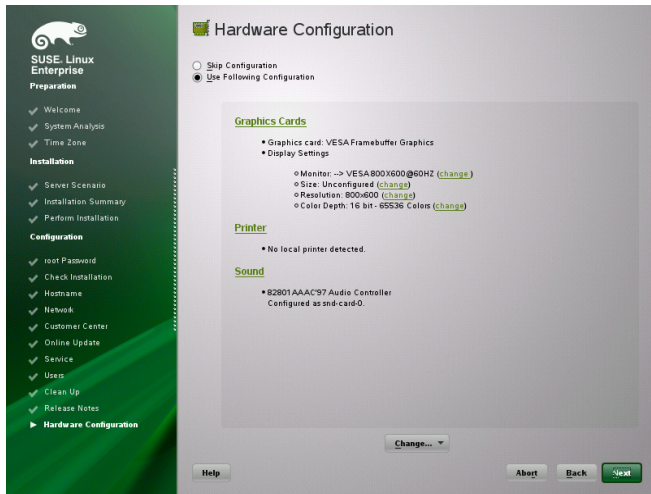 SUSE. Linux
Enterprise
Preparation
Welcome
System Analysis
Time Zone
Installation
Server Scenario
Installation Summary
Perform Installation
Configuration
root Password
Check Installation
Hostname
Network
Customer Center
Online Update
Service
Users
Clean Up
Release Notes
Hardware Configuration
Hardware Configuration
Skip Configuration
Use Following Configuration
Graphics Cards
• Graphics card: VESA Framebuffer Graphics
• Display Settings
Monitor: --> VESA 800X600@60HZ (change )
Size: Unconfigured (change)
Resolution: 800x600 (change)
Color Depth: 16 bit - 65536 Colors (change)
Printer
• No local printer detected.
Sound
• 82801AA AC'97 Audio Controller
Configured as snd-card-0.
Change...
Help
Abort
Back
Next